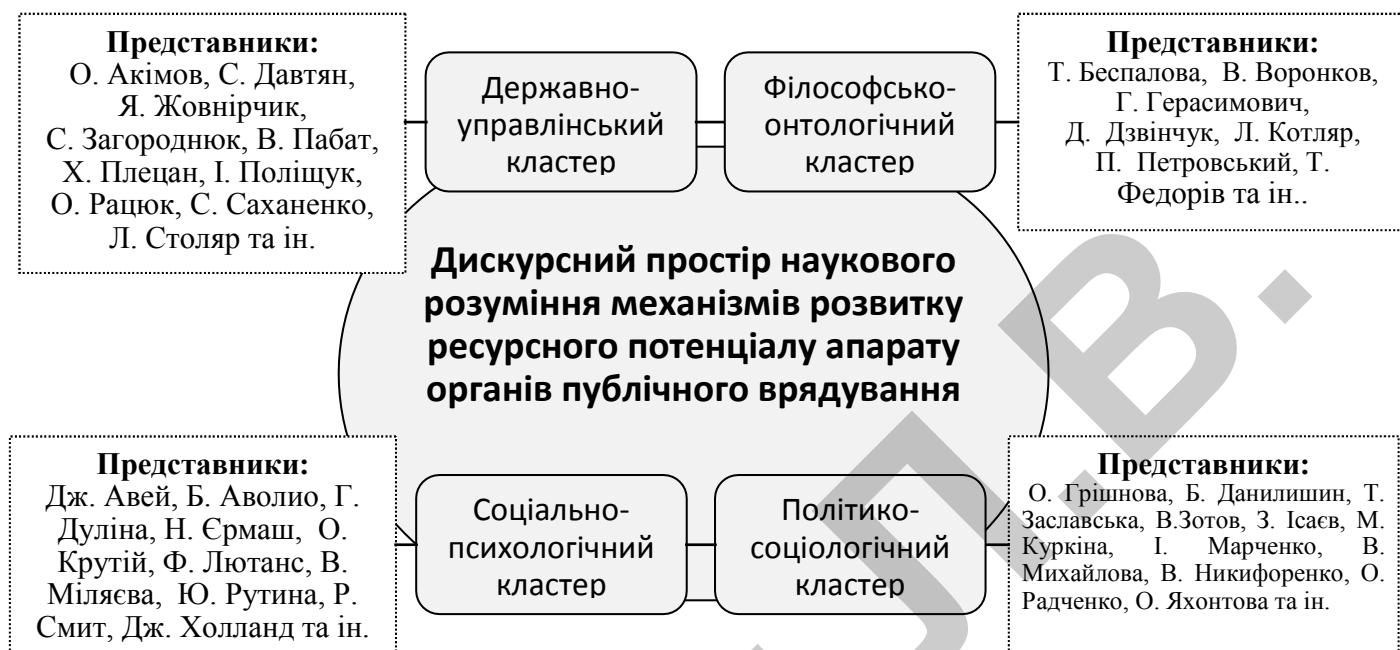 Представники:
О. Акімов, С. Давтян,
Я. Жовнірчик,
С. Загороднюк, В. Пабат,
Х. Плецан, І. Поліщук,
О. Рацюк, С. Саханенко,
Л. Столяр та ін.
Державно-
управлінський
кластер
Філософсько-
онтологічний
кластер
Представники:
Т. Беспалова, В. Воронков,
Г. Герасимович,
Д. Дзвінчук, Л. Котляр,
П. Петровський, Т.
Федорів та ін..
Дискурсний простір наукового
розуміння механізмів розвитку
ресурсного потенціалу апарату
органів публічного врядування
Представники:
Дж. Авей, Б. Аволио, Г.
Дуліна, Н. Єрмаш, О.
Крутій, Ф. Лютанс, В.
Міляєва, Ю. Рутина, Р.
Смит, Дж. Холланд та ін.
Соціально-
психологічний
кластер
Політико-
соціологічний
кластер
Представники:
О. Грішнова, Б. Данилишин, Т.
Заславська, В.Зотов, З. Ісаєв, М.
Куркіна, І. Марченко, В.
Михайлова, В. Никифоренко, О.
Радченко, О. Яхонтова та ін.
Л.В.